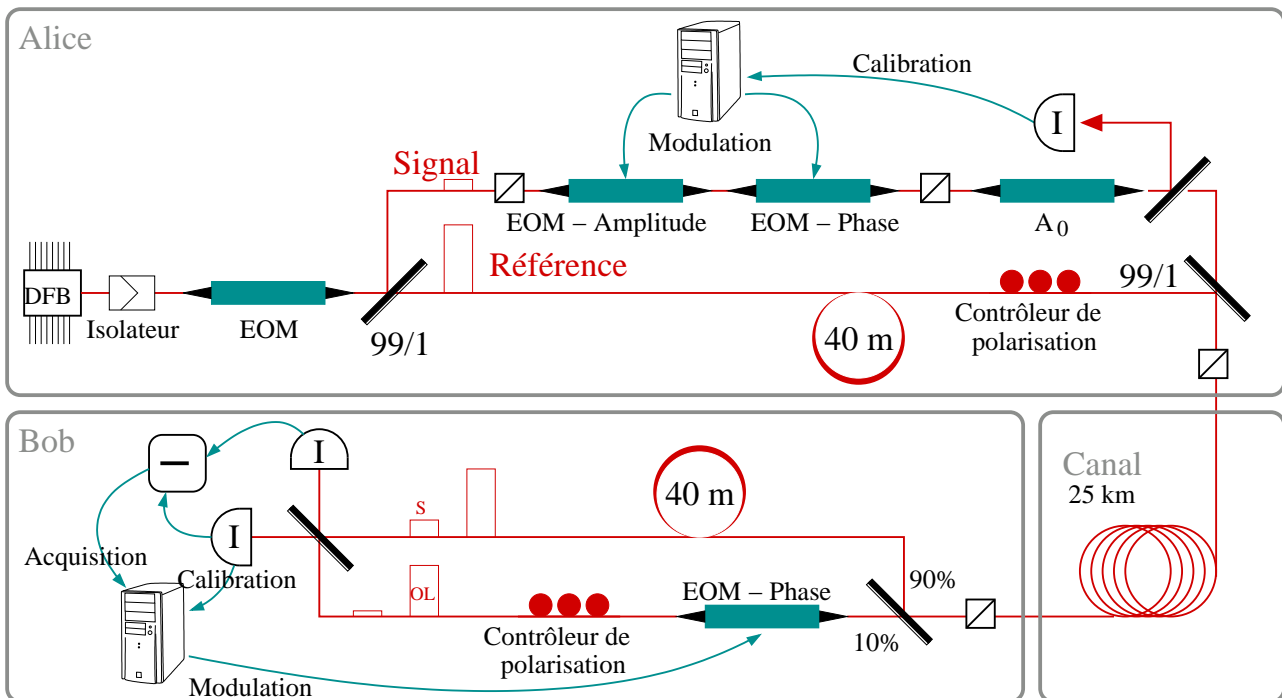 Alice
Calibration
I
Modulation
Signal
EOM – Amplitude
EOM – Phase
A0
Référence
99/1
DFB
Isolateur
EOM
99/1
40 m
Contrôleur de
polarisation
Bob
I
–
40 m
S
I
Acquisition
Calibration
OL
EOM – Phase
90%
10%
Contrôleur de
polarisation
Modulation
Canal
25 km